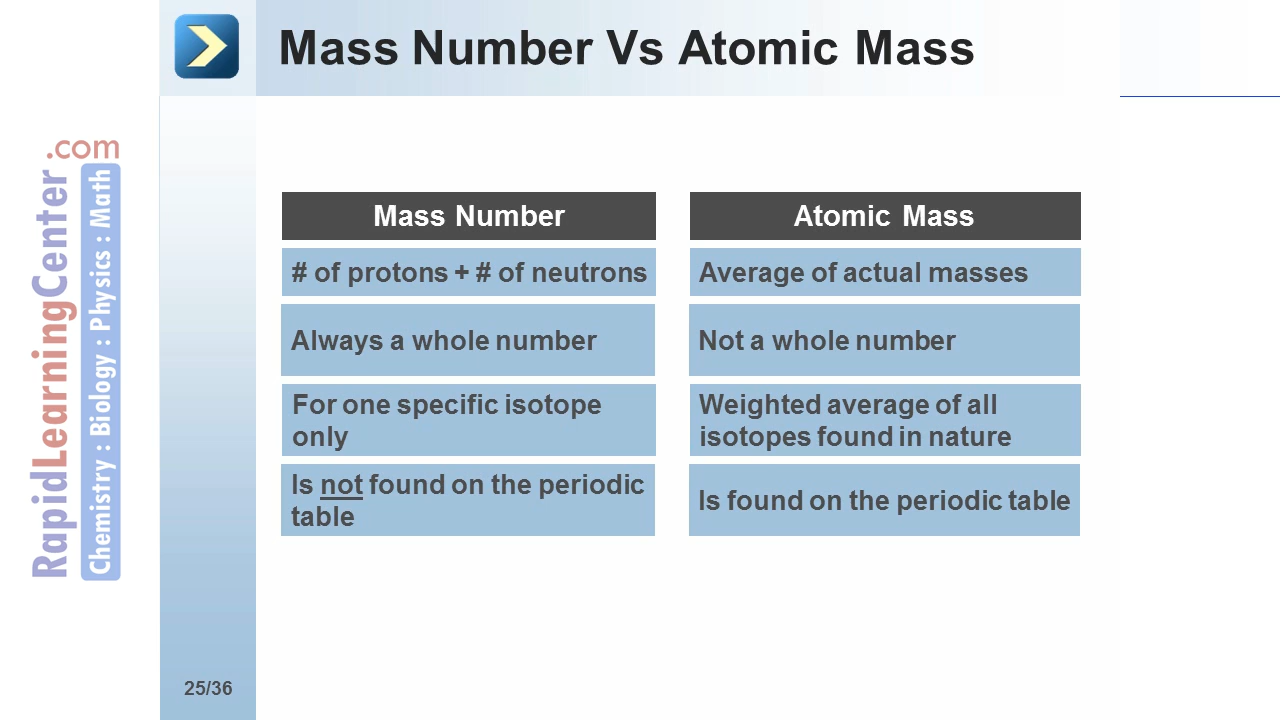 Mass Number Vs Atomic Mass
.com
RapidLearningCenter
Chemistry : Biology : Physics : Math
Mass Number
Atomic Mass
# of protons + # of neutrons
Average of actual masses
Always a whole number
Not a whole number
For one specific isotope
only
Weighted average of all
isotopes found in nature
Is not found on the periodic
table
Is found on the periodic table
25/36